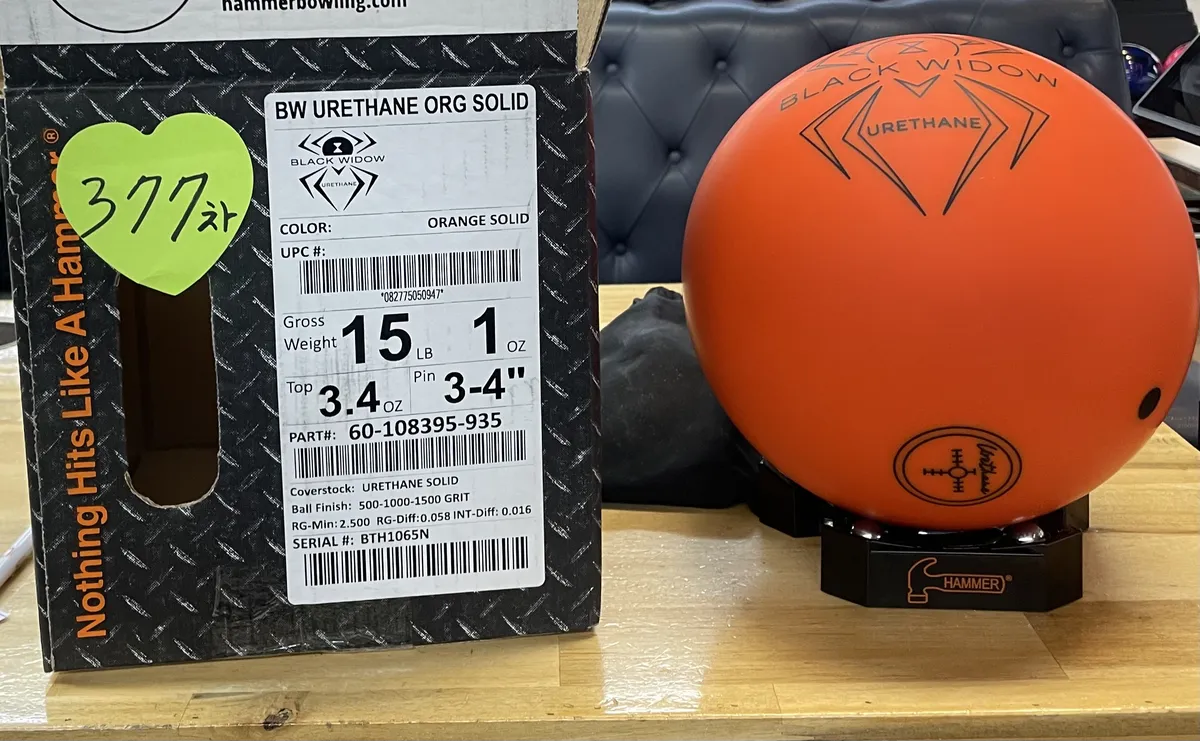 hammerbowling.com
Nothing Hits Like A Hammer®
377차
BW URETHANE ORG SOLID
BLACK WIDOW
URETHANE
COLOR: ORANGE SOLID
UPC #:
*082775050947*
Gross Weight 15 LB 1 OZ
Top 3.4 OZ Pin 3-4"
PART#: 60-108395-935
Coverstock: URETHANE SOLID
Ball Finish: 500-1000-1500 GRIT
RG-Min: 2.500 RG-Diff: 0.058 INT-Diff: 0.016
SERIAL #: BTH1065N
BLACK WIDOW
URETHANE
Urethane
HAMMER®